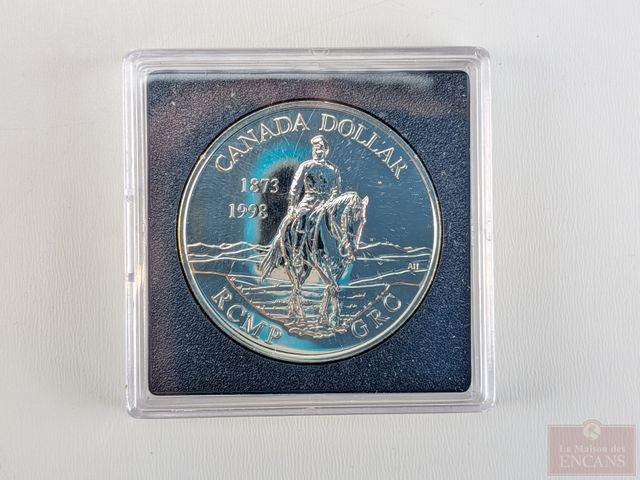 CANADA DOLLAR
1873
1998
AH
RCMP GRC
La Maison des
ENCANS